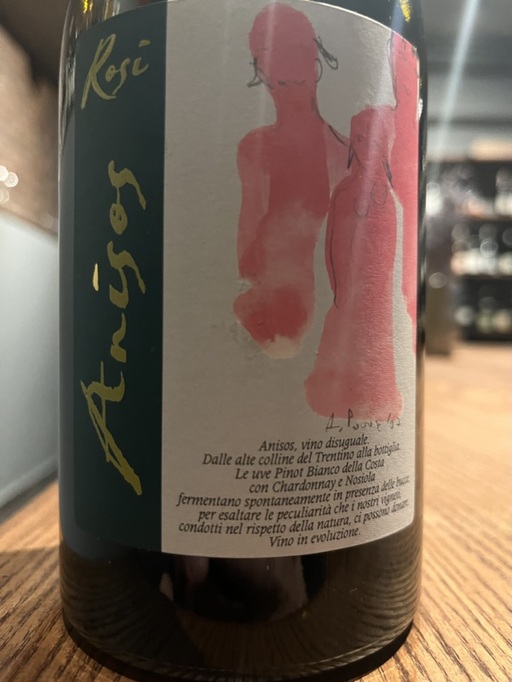 Rosi
Anisos
Anisos, vino disuguale.
Dalle alte colline del Trentino alla bottiglia.
Le uve Pinot Bianco della Costa
con Chardonnay e Nosiola
fermentano spontaneamente in presenza delle bucce
per esaltare le peculiarità che i nostri vigneti,
condotti nel rispetto della natura, ci possono donare.
Vino in evoluzione.